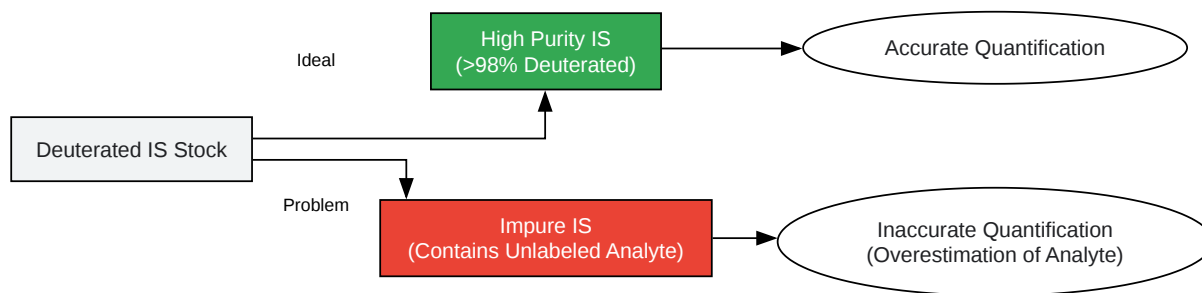 Ideal
High Purity IS
(>98% Deuterated)
Accurate Quantification
Deuterated IS Stock
Problem
Impure IS
(Contains Unlabeled Analyte)
Inaccurate Quantification
(Overestimation of Analyte)